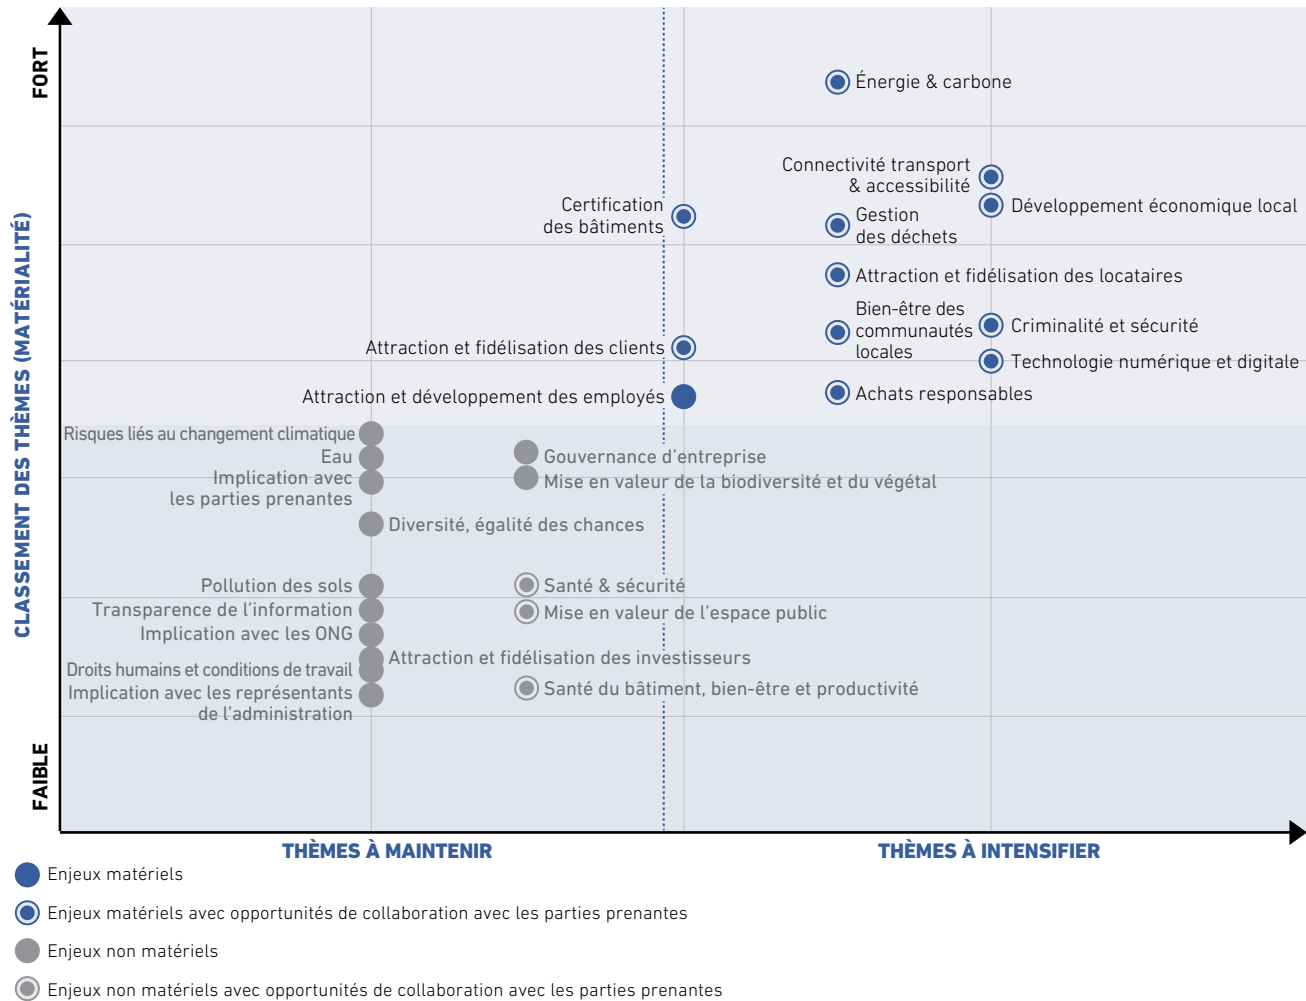 FORT
Énergie & carbone
Connectivité transport
& accessibilité
Développement économique local
Certification
des bâtiments
Gestion
des déchets
Attraction et fidélisation des locataires
Bien-être des
communautés
locales
Criminalité et sécurité
Attraction et fidélisation des clients
Technologie numérique et digitale
Attraction et développement des employés
Achats responsables
CLASSEMENT DES THÈMES (MATÉRIALITÉ)
Risques liés au changement climatique
Eau
Gouvernance d’entreprise
Implication avec
les parties prenantes
Mise en valeur de la biodiversité et du végétal
Diversité, égalité des chances
Pollution des sols
Santé & sécurité
Transparence de l’information
Mise en valeur de l’espace public
Implication avec les ONG
Attraction et fidélisation des investisseurs
Droits humains et conditions de travail
Implication avec les représentants
de l’administration
Santé du bâtiment, bien-être et productivité
FAIBLE
THÈMES À MAINTENIR
THÈMES À INTENSIFIER
Enjeux matériels
Enjeux matériels avec opportunités de collaboration avec les parties prenantes
Enjeux non matériels
Enjeux non matériels avec opportunités de collaboration avec les parties prenantes